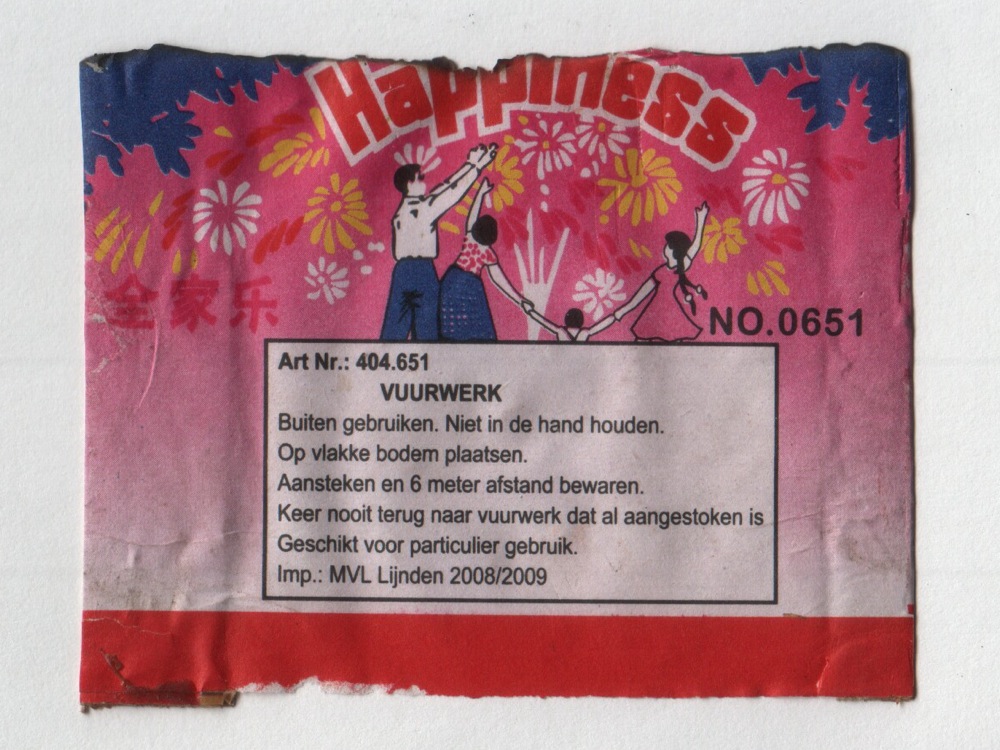 Happiness
全家乐
NO.0651
Art Nr.: 404.651
VUURWERK
Buiten gebruiken. Niet in de hand houden.
Op vlakke bodem plaatsen.
Aansteken en 6 meter afstand bewaren.
Keer nooit terug naar vuurwerk dat al aangestoken is
Geschikt voor particulier gebruik.
Imp.: MVL Lijnden 2008/2009